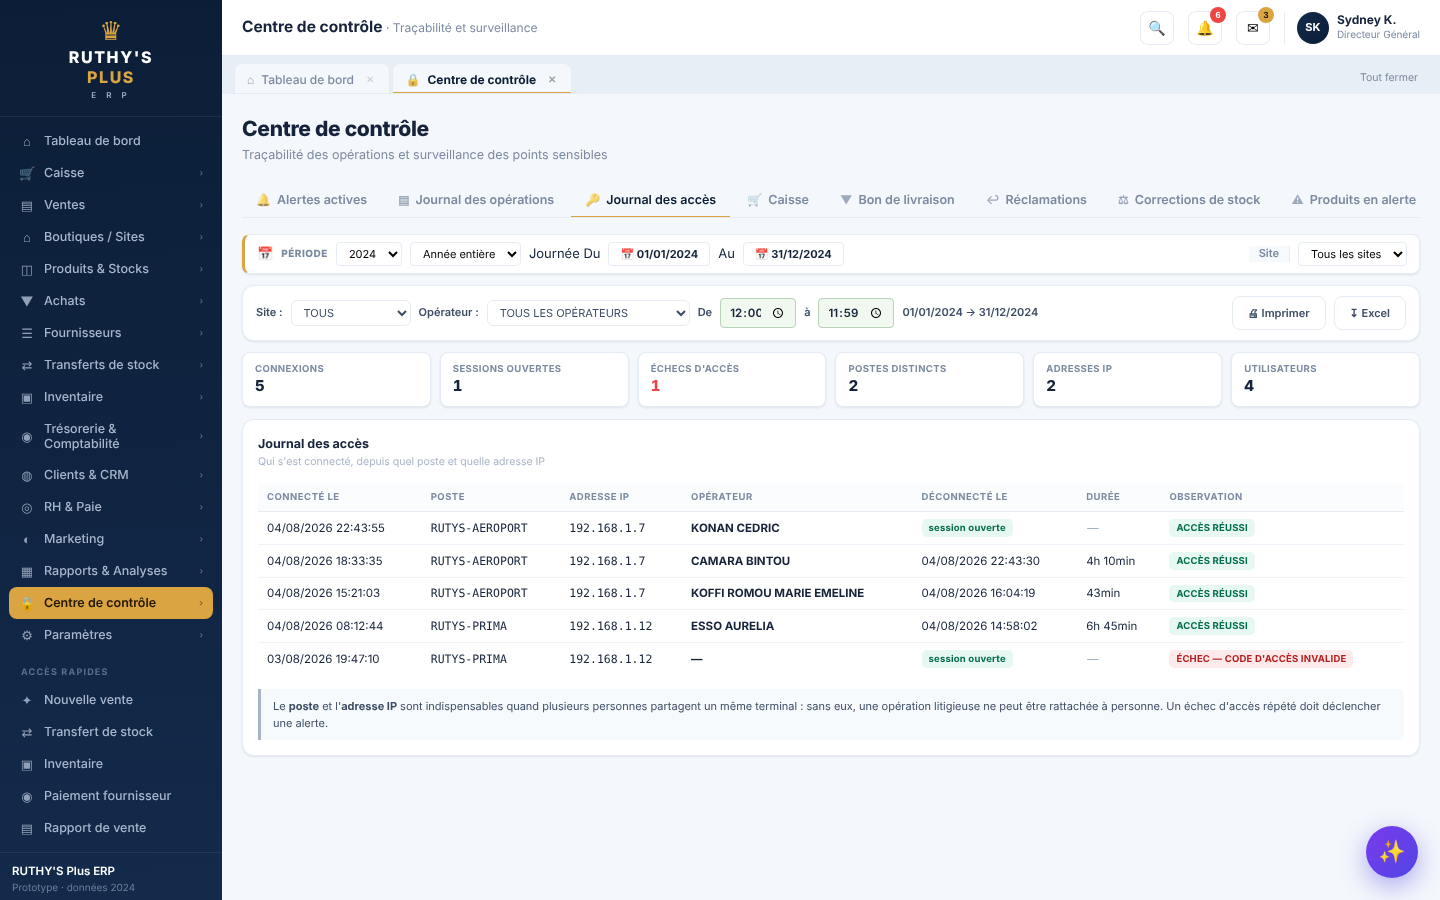 RUTHY'S
PLUS
ERP
Tableau de bord
Caisse
Ventes
Boutiques / Sites
Produits & Stocks
Achats
Fournisseurs
Transferts de stock
Inventaire
Trésorerie &
Comptabilité
Clients & CRM
RH & Paie
Marketing
Rapports & Analyses
Centre de contrôle
Paramètres
ACCÈS RAPIDES
Nouvelle vente
Transfert de stock
Inventaire
Paiement fournisseur
Rapport de vente
RUTHY'S Plus ERP
Prototype · données 2024
Centre de contrôle · Traçabilité et surveillance
6
3
SK
Sydney K.
Directeur Général
Tableau de bord ×
Centre de contrôle ×
Tout fermer
Centre de contrôle
Traçabilité des opérations et surveillance des points sensibles
Alertes actives
Journal des opérations
Journal des accès
Caisse
Bon de livraison
Réclamations
Corrections de stock
Produits en alerte
PÉRIODE 2024 Année entière Journée Du 01/01/2024 Au 31/12/2024 Site Tous les sites
Site : TOUS Opérateur : TOUS LES OPÉRATEURS De 12:00 à 11:59 01/01/2024 → 31/12/2024 Imprimer Excel
CONNEXIONS
5
SESSIONS OUVERTES
1
ÉCHECS D'ACCÈS
1
POSTES DISTINCTS
2
ADRESSES IP
2
UTILISATEURS
4
Journal des accès
Qui s'est connecté, depuis quel poste et quelle adresse IP
CONNECTÉ LE POSTE ADRESSE IP OPÉRATEUR DÉCONNECTÉ LE DURÉE OBSERVATION
04/08/2026 22:43:55 RUTYS-AEROPORT 192.168.1.7 KONAN CEDRIC session ouverte — ACCÈS RÉUSSI
04/08/2026 18:33:35 RUTYS-AEROPORT 192.168.1.7 CAMARA BINTOU 04/08/2026 22:43:30 4h 10min ACCÈS RÉUSSI
04/08/2026 15:21:03 RUTYS-AEROPORT 192.168.1.7 KOFFI ROMOU MARIE EMELINE 04/08/2026 16:04:19 43min ACCÈS RÉUSSI
04/08/2026 08:12:44 RUTYS-PRIMA 192.168.1.12 ESSO AURELIA 04/08/2026 14:58:02 6h 45min ACCÈS RÉUSSI
03/08/2026 19:47:10 RUTYS-PRIMA 192.168.1.12 — session ouverte — ÉCHEC — CODE D'ACCÈS INVALIDE
Le poste et l'adresse IP sont indispensables quand plusieurs personnes partagent un même terminal : sans eux, une opération litigieuse ne peut être rattachée à personne. Un échec d'accès répété doit déclencher
une alerte.